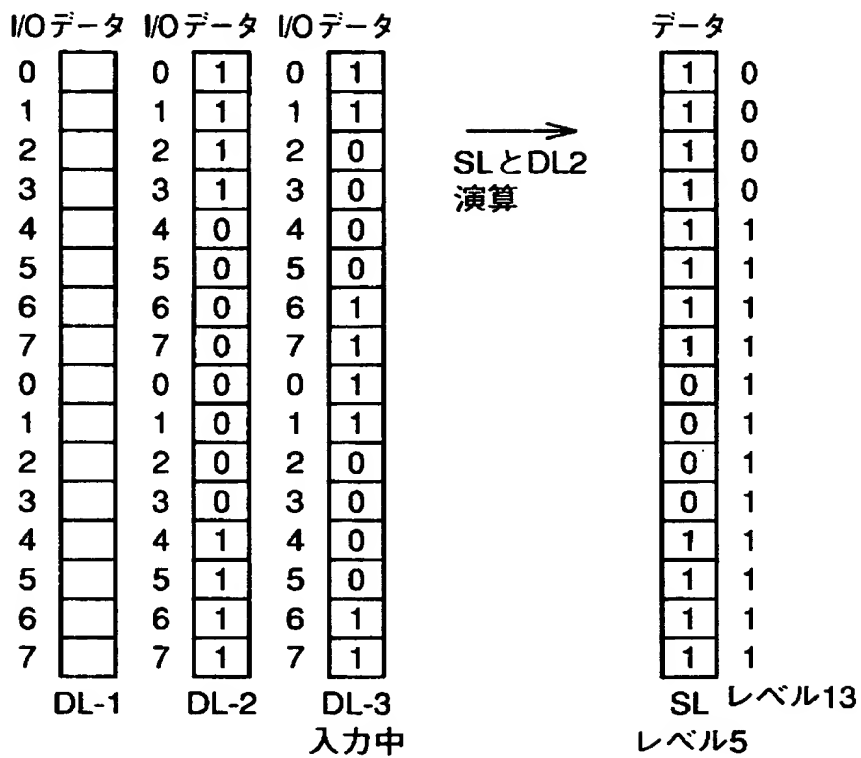 I/Oデータ I/Oデータ I/Oデータ データ
0 0 1 0 1 1 0
1 1 1 1 1 1 0
2 2 1 2 0 1 0
3 3 1 3 0 1 0
4 4 0 4 0 1 1
5 5 0 5 0 1 1
6 6 0 6 1 1 1
7 7 0 7 1 1 1
0 0 0 0 1 0 1
1 1 0 1 1 0 1
2 2 0 2 0 0 1
3 3 0 3 0 0 1
4 4 1 4 0 1 1
5 5 1 5 0 1 1
6 6 1 6 1 1 1
7 7 1 7 1 1 1
SLとDL2
演算
DL-1 DL-2 DL-3 SL レベル13
入力中 レベル5